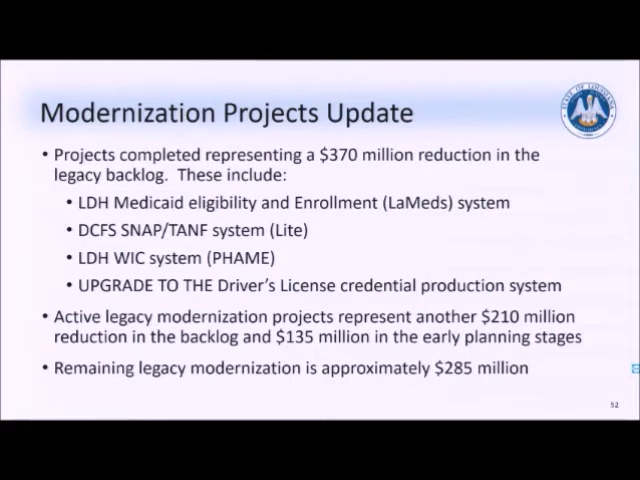 Modernization Projects Update
• Projects completed representing a $370 million reduction in the
legacy backlog. These include:
• LDH Medicaid eligibility and Enrollment (LaMeds) system
• DCFS SNAP/TANF system (Lite)
• LDH WIC system (PHAME)
• UPGRADE TO THE Driver's License credential production system
• Active legacy modernization projects represent another $210 million
reduction in the backlog and $135 million in the early planning stages
• Remaining legacy modernization is approximately $285 million
52
STATE OF LOUISIANA